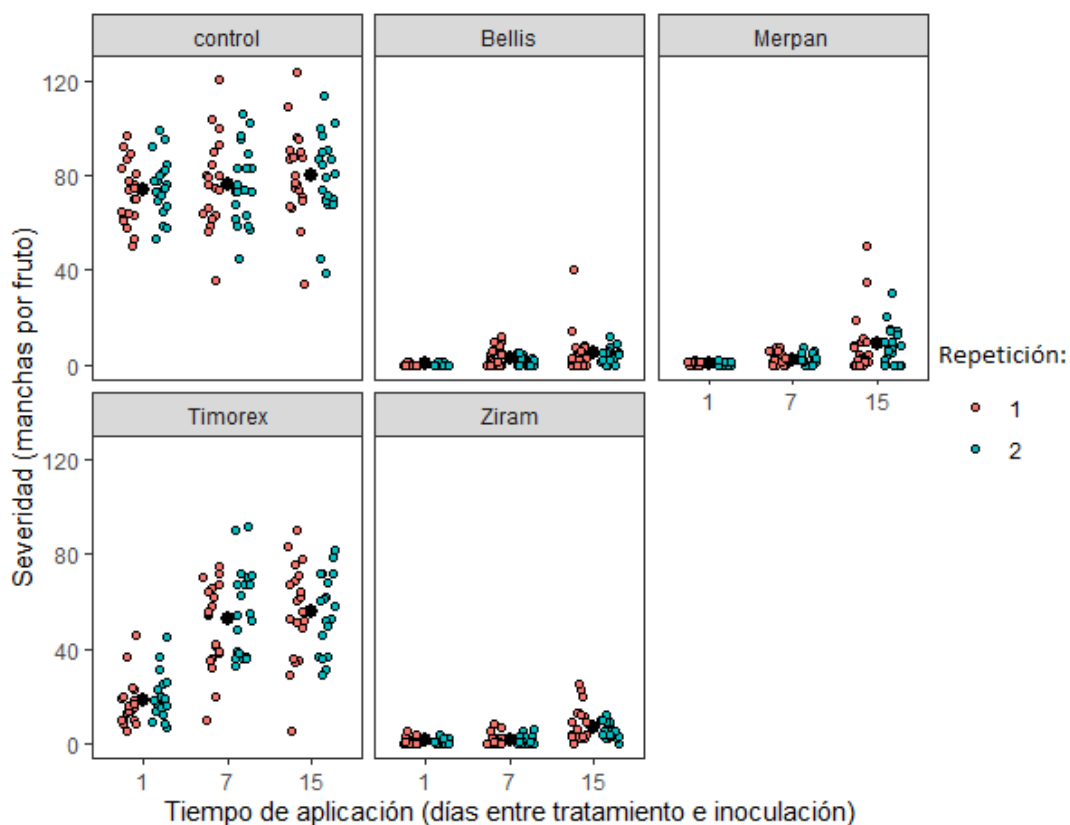 control
Bellis
Merpan
120
80
40
0
1
7
15
Timorex
Ziram
120
80
40
0
1
7
15
1
7
15
Severidad (manchas por fruto)
Tiempo de aplicación (días entre tratamiento e inoculación)
Repetición:
1
2